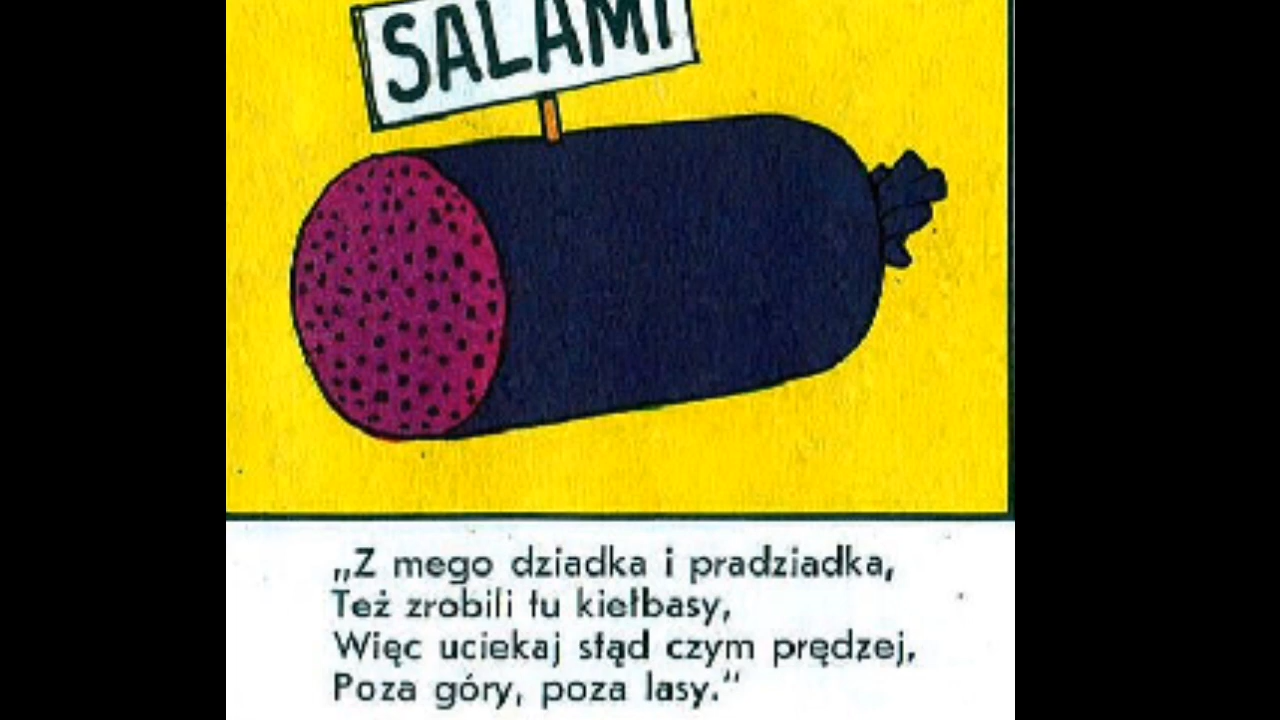 SALAMI
„Z mego dziadka i pradziadka,
Też zrobili tu kiełbasy,
Więc uciekaj stąd czym prędzej,
Poza góry, poza lasy.“